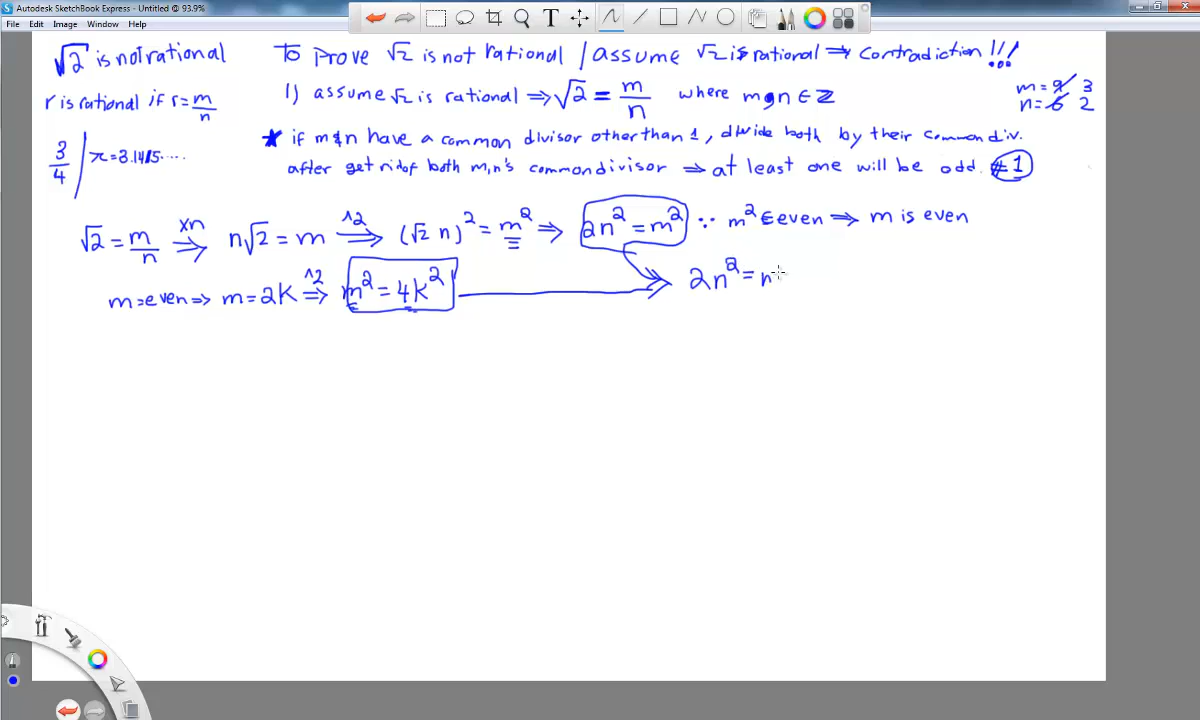 Autodesk SketchBook Express - Untitled @ 93.9%
File Edit Image Window Help
√2 is not rational
r is rational if r = m/n
3/4 | π = 3.1415....
To prove √2 is not rational / assume √2 is rational ⇒ Contradiction!!!
1) assume √2 is rational ⇒ √2 = m/n where m,n ∈ Z
m = 9 3
n = 6 2
★ if m & n have a common divisor other than 1, divide both by their common div.
after get rid of both m,n's common divisor ⇒ at least one will be odd. #1
√2 = m/n ⇒ xn n√2 = m ⇒ ^2 (√2 n)² = m² ⇒ 2n² = m² ∵ m² ∈ even ⇒ m is even
m = even ⇒ m = 2k ⇒ ^2 m² = 4k² 2n² =